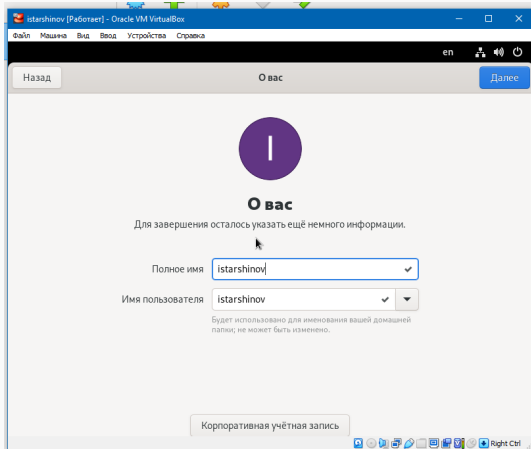 istarshinov [Работает] - Oracle VM VirtualBox
Файл Машина Вид Ввод Устройства Справка
en
Назад О вас Далее
I
О вас
Для завершения осталось указать ещё немного информации.
Полное имя istarshinov
Имя пользователя istarshinov
Будет использовано для именования вашей домашней
папки; не может быть изменено.
Корпоративная учётная запись
Right Ctrl